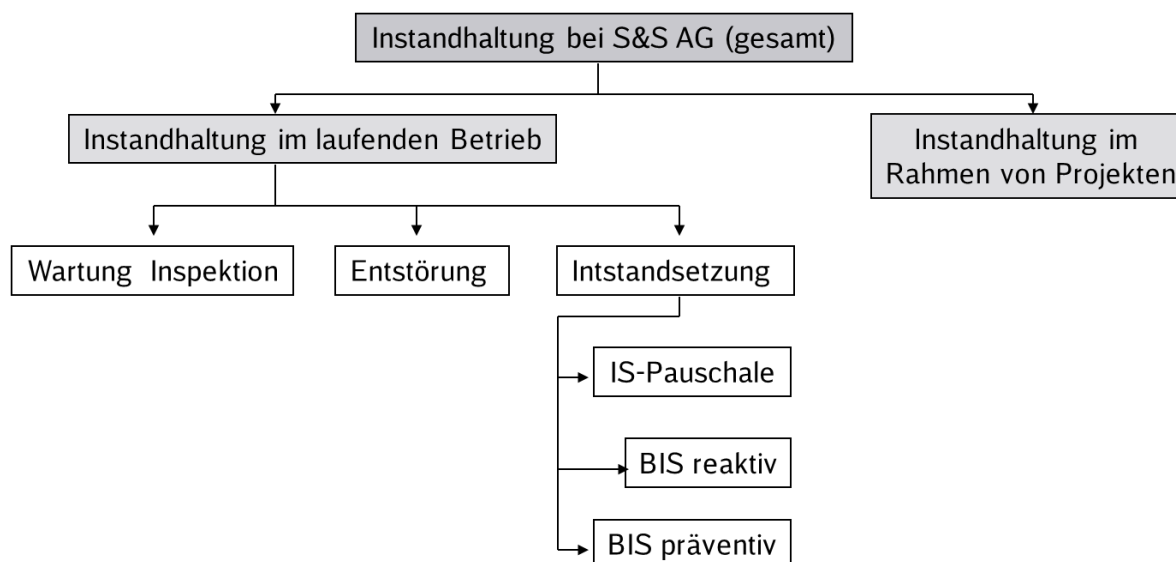 Instandhaltung bei S&S AG (gesamt)
Instandhaltung im laufenden Betrieb
Instandhaltung im
Rahmen von Projekten
Wartung Inspektion
Entstörung
Intstandsetzung
IS-Pauschale
BIS reaktiv
BIS präventiv